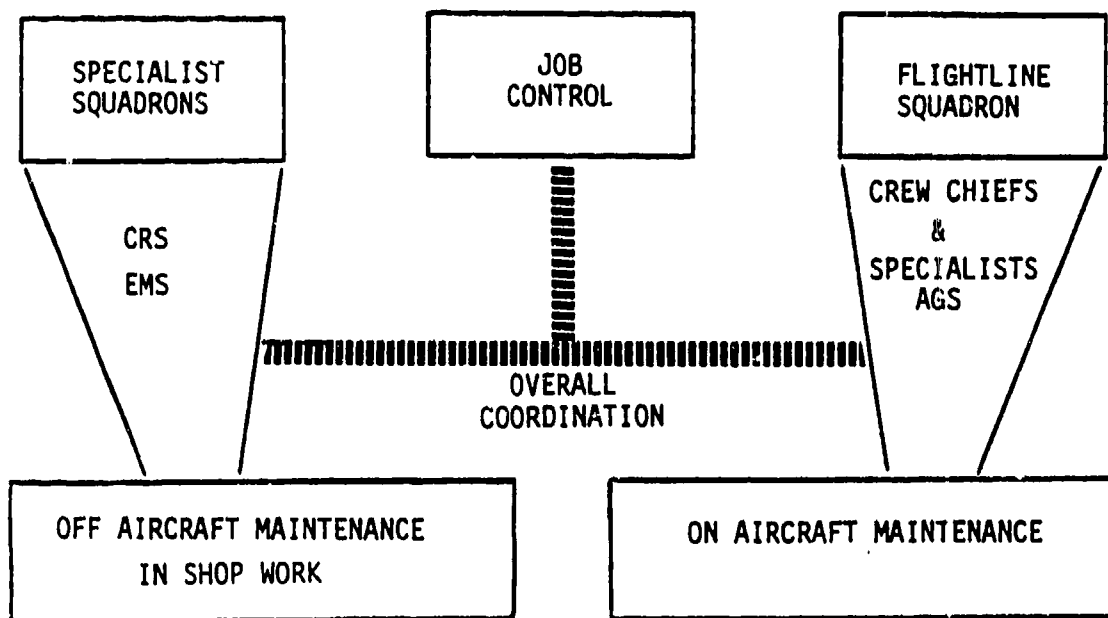 SPECIALIST
SQUADRONS
JOB
CONTROL
FLIGHTLINE
SQUADRON
CRS
EMS
CREW CHIEFS
&
SPECIALISTS
AGS
OVERALL
COORDINATION
OFF AIRCRAFT MAINTENANCE
IN SHOP WORK
ON AIRCRAFT MAINTENANCE